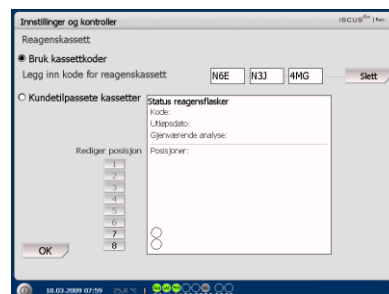 Innstillinger og kontroller
ISCUS
Reagenskassett
Bruk kassettkoder
Legg inn kode for reagenskassett N6E N3J 4MG Slett
Kundetilpassete kassetter
Status reagensflasker
Kode:
Utløpsdato:
Gjenværende analyse:
Rediger posisjon
Posisjoner:
1
2
3
4
5
6
7
8
OK
18.03.2009 07:59 25,8 °C